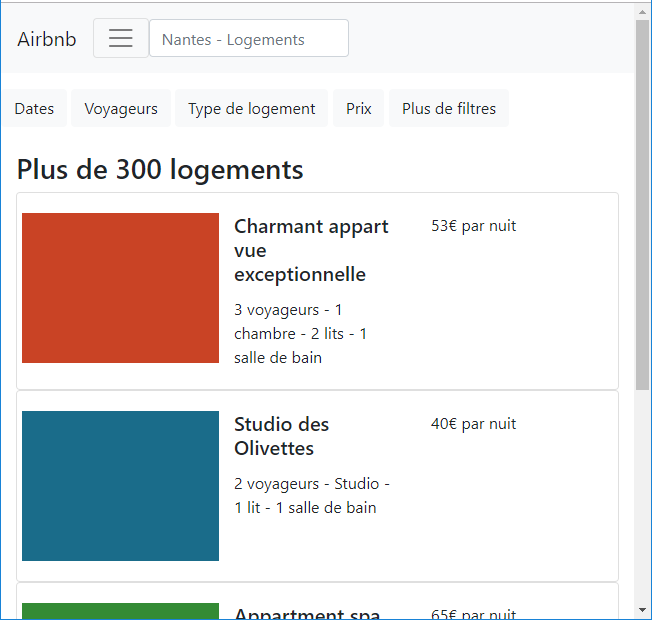 Airbnb
Nantes - Logements
Dates
Voyageurs
Type de logement
Prix
Plus de filtres
Plus de 300 logements
Charmant appart
vue
exceptionnelle
53€ par nuit
3 voyageurs - 1
chambre - 2 lits - 1
salle de bain
Studio des
Olivettes
40€ par nuit
2 voyageurs - Studio -
1 lit - 1 salle de bain
Appartment spa
65€ par nuit